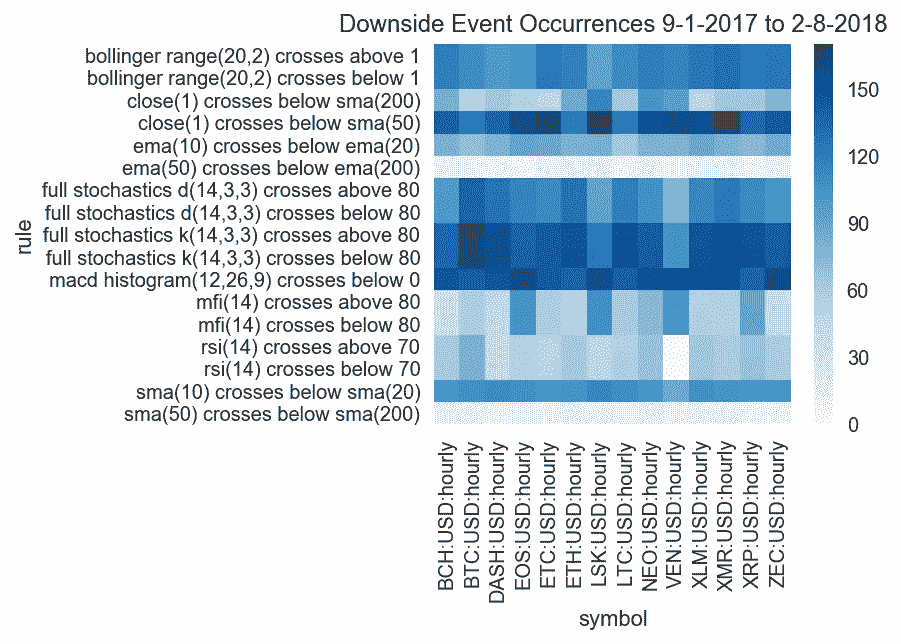 Downside Event Occurrences 9-1-2017 to 2-8-2018
rule
bollinger range(20,2) crosses above 1
bollinger range(20,2) crosses below 1
close(1) crosses below sma(200)
close(1) crosses below sma(50)
ema(10) crosses below ema(20)
ema(50) crosses below ema(200)
full stochastics d(14,3,3) crosses above 80
full stochastics d(14,3,3) crosses below 80
full stochastics k(14,3,3) crosses above 80
full stochastics k(14,3,3) crosses below 80
macd histogram(12,26,9) crosses below 0
mfi(14) crosses above 80
mfi(14) crosses below 80
rsi(14) crosses above 70
rsi(14) crosses below 70
sma(10) crosses below sma(20)
sma(50) crosses below sma(200)
150
120
90
60
30
0
BCH:USD:hourly
BTC:USD:hourly
DASH:USD:hourly
EOS:USD:hourly
ETC:USD:hourly
ETH:USD:hourly
LSK:USD:hourly
LTC:USD:hourly
NEO:USD:hourly
VEN:USD:hourly
XLM:USD:hourly
XMR:USD:hourly
XRP:USD:hourly
ZEC:USD:hourly
symbol